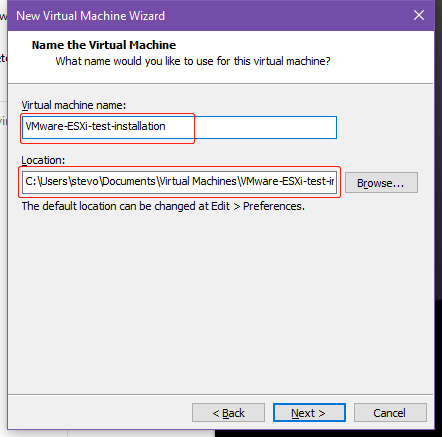 New Virtual Machine Wizard
Name the Virtual Machine
What name would you like to use for this virtual machine?
Virtual machine name:
VMware-ESXi-test-installation
Location:
C:\Users\stevo\Documents\Virtual Machines\VMware-ESXi-test-ir
Browse...
The default location can be changed at Edit > Preferences.
< Back
Next >
Cancel